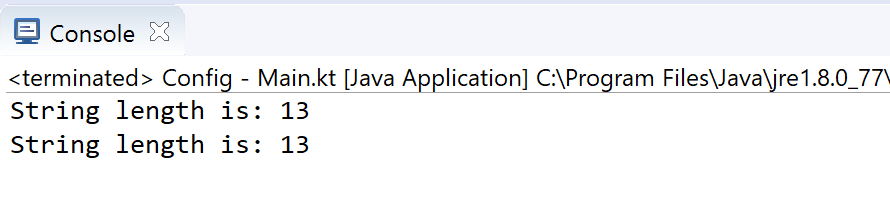 Console
<terminated> Config - Main.kt [Java Application] C:\Program Files\Java\jre1.8.0_77\
String length is: 13
String length is: 13